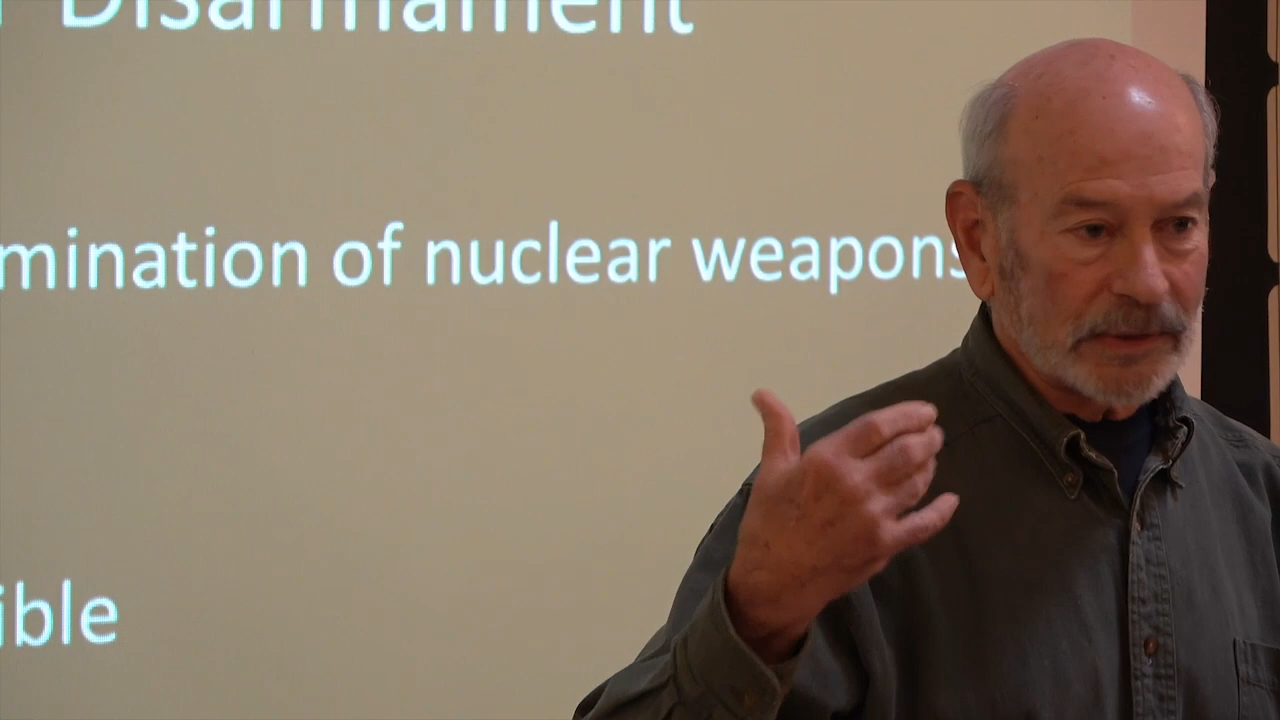 Disarmament
mination of nuclear weapons
ible